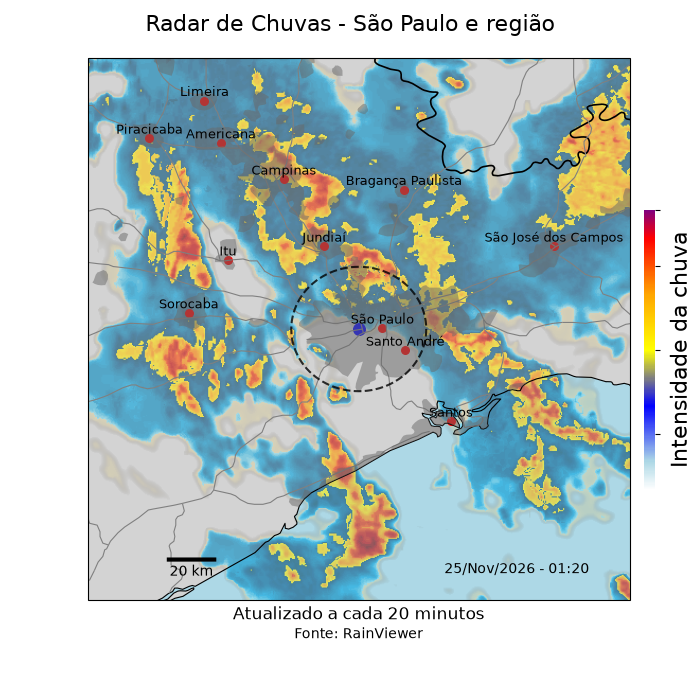 Radar de Chuvas - São Paulo e região
Limeira
Piracicaba
Americana
Campinas
Bragança Paulista
Jundiaí
São José dos Campos
Itu
Sorocaba
São Paulo
Santo André
Santos
Intensidade da chuva
20 km
25/Nov/2026 - 01:20
Atualizado a cada 20 minutos
Fonte: RainViewer